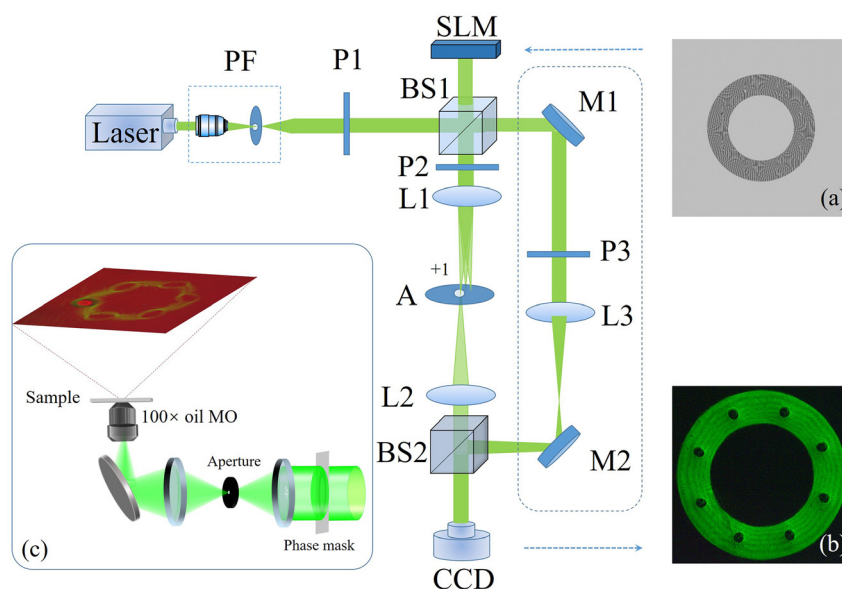 SLM
PF
P1
BS1
M1
Laser
P2
L1
(a)
+1
P3
A
L3
Sample
100× oil MO
L2
Aperture
BS2
M2
Phase mask
(c)
(b)
CCD